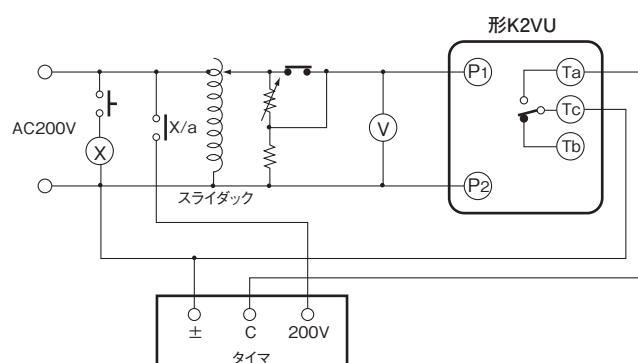 形K2VU
P1
Ta
AC200V
X/a
V
Tc
X
Tb
P2
スライダック
±
C
200V
タイマ